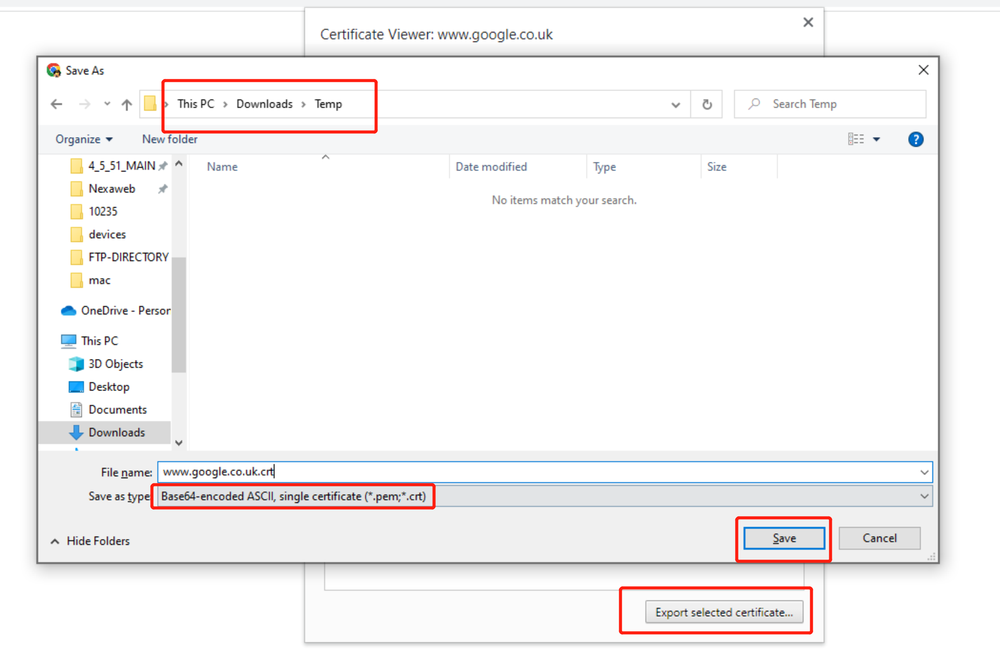 Certificate Viewer: www.google.co.uk
Save As
This PC > Downloads > Temp
Search Temp
Organize
New folder
4_5_51_MAIN
Nexaweb
10235
devices
FTP-DIRECTORY
mac
OneDrive - Person
This PC
3D Objects
Desktop
Documents
Downloads
Name
Date modified
Type
Size
No items match your search.
File name: www.google.co.uk.crt
Save as type: Base64-encoded ASCII, single certificate (*.pem;*.crt)
Hide Folders
Save
Cancel
Export selected certificate...